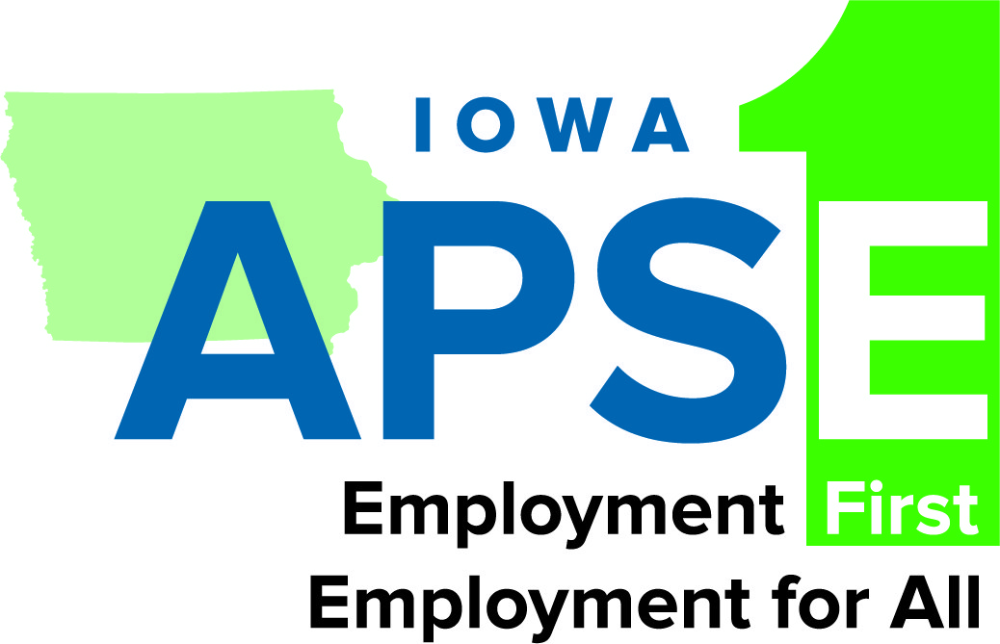 IOWA
APSE
Employment First
Employment for All